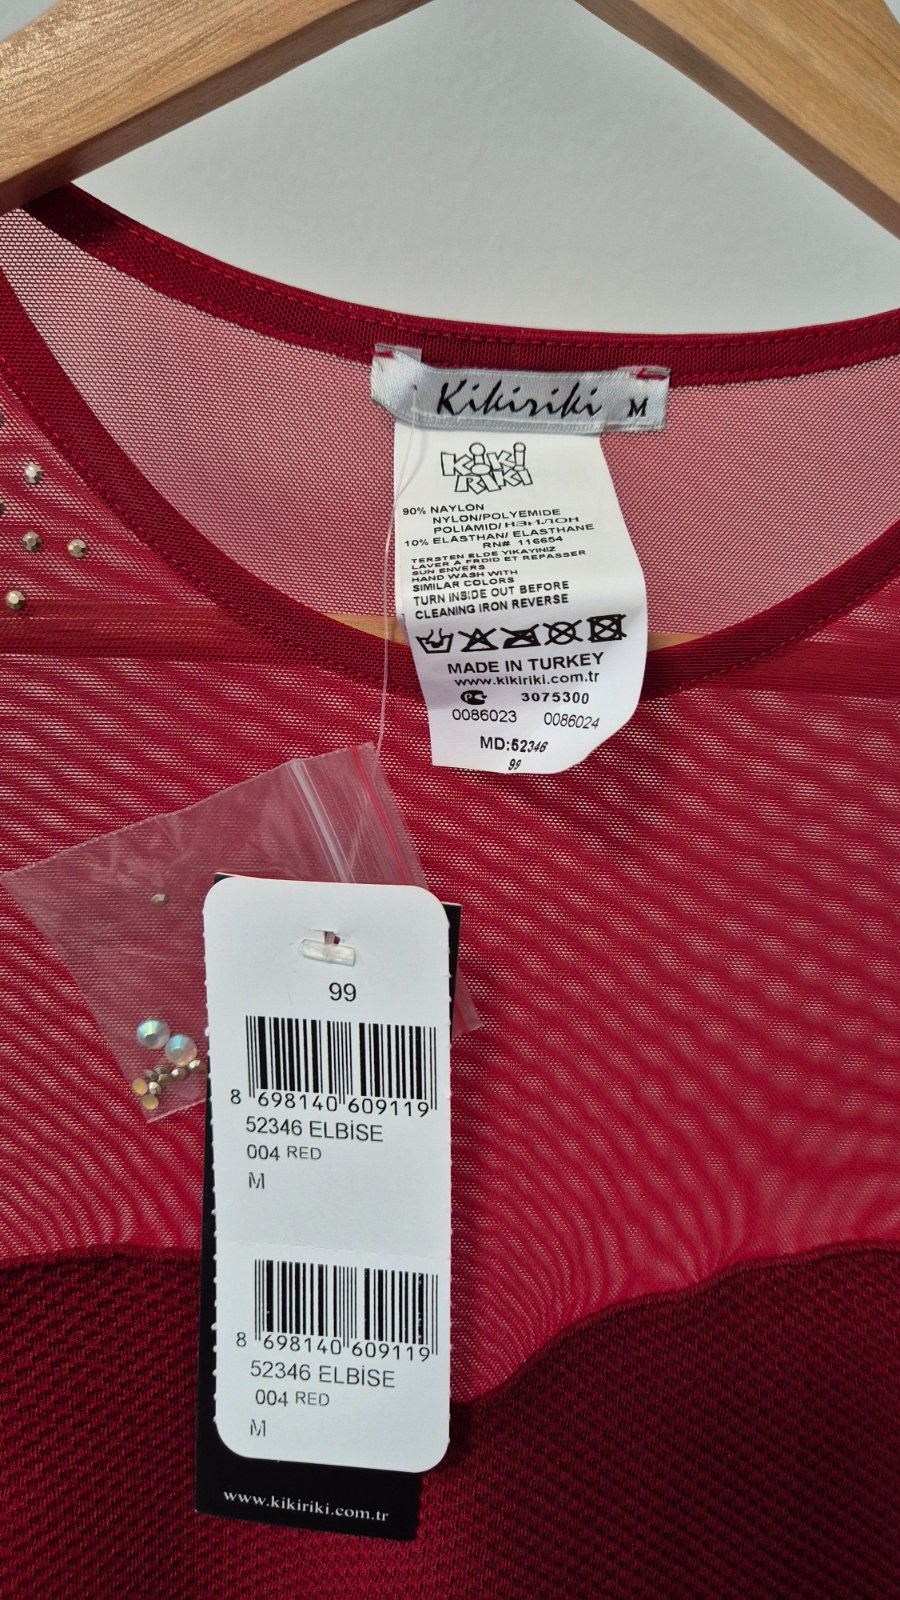 Kikiriki M
KiKi
RiKi
90% NAYLON
NYLON/POLYEMIDE
POLIAMID/НЭИЛОН
10% ELASTHAN/ ELASTHANE
RN# 116654
TERSTEN ELDE YIKAYINIZ
LAVER A FROID ET REPASSER
SUN ENVERS
HAND WASH WITH
SIMILAR COLORS
TURN INSIDE OUT BEFORE
CLEANING IRON REVERSE
MADE IN TURKEY
www.kikiriki.com.tr
PC 3075300
0086023 0086024
MD:52346
99
99
8 698140 609119
52346 ELBİSE
004 RED
M
8 698140 609119
52346 ELBİSE
004 RED
M
www.kikiriki.com.tr